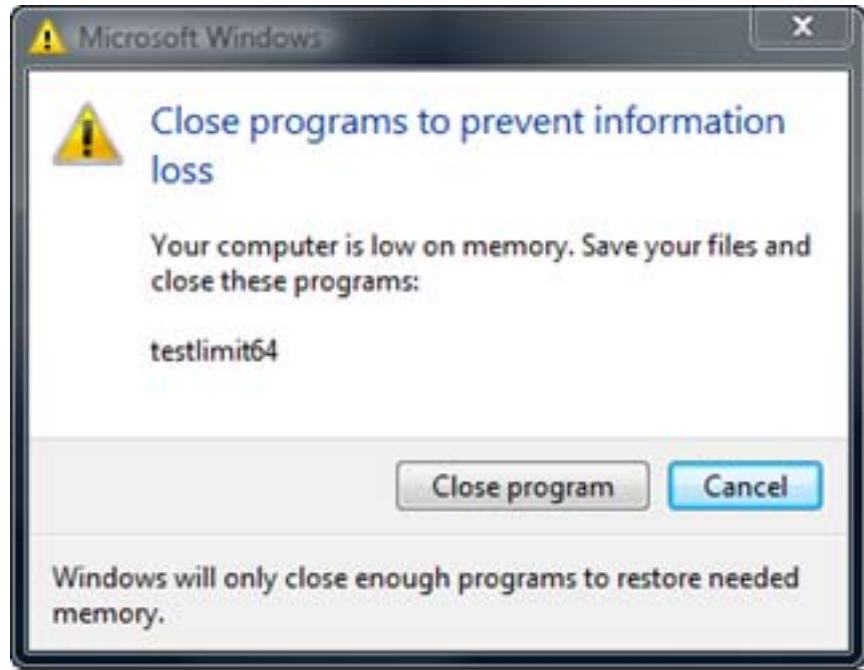 Microsoft Windows
Close programs to prevent information
loss
Your computer is low on memory. Save your files and
close these programs:
testlimit64
Close program
Cancel
Windows will only close enough programs to restore needed
memory.